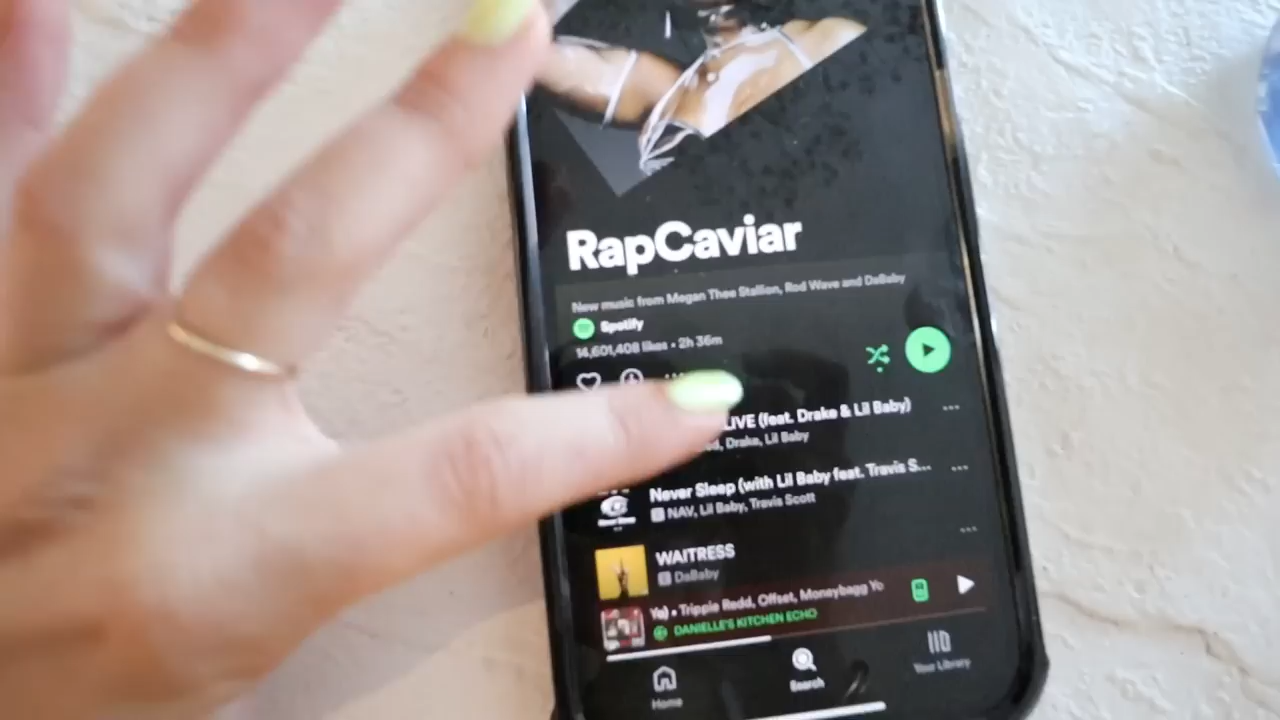 RapCaviar
New music from Megan Thee Stallion, Rod Wave and DaBaby
Spotify
14,601,408 likes • 2h 36m
LIVE (feat. Drake & Lil Baby)
Drake, Lil Baby
Never Sleep (with Lil Baby feat. Travis S...
E NAV, Lil Baby, Travis Scott
WAITRESS
E DaBaby
Yo) • Trippie Redd, Offset, Moneybagg Yo
DANIELLE'S KITCHEN ECHO
Home
Search
Your Library